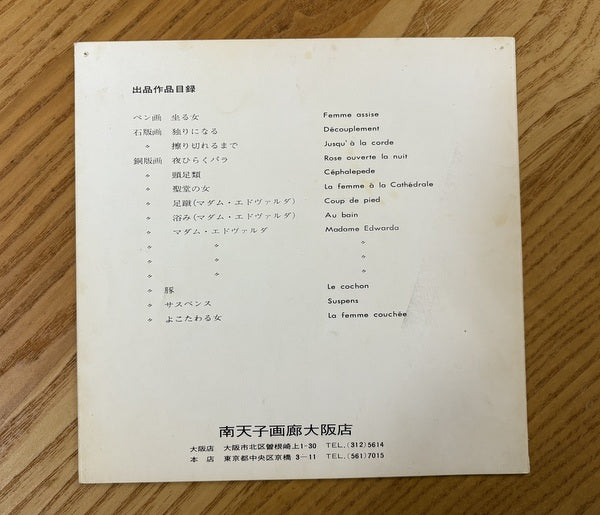 出品作品目録
ペン画 坐る女 Femme assise
石版画 独りになる Découplement
〃 擦り切れるまで Jusqu'à la corde
銅版画 夜ひらくバラ Rose ouverte la nuit
〃 頭足類 Céphalepede
〃 聖堂の女 La femme à la Cathédrale
〃 足蹴(マダム・エドヴァルダ) Coup de pied
〃 浴み(マダム・エドヴァルダ) Au bain
〃 マダム・エドヴァルダ Madame Edwarda
〃 〃 〃
〃 〃 〃
〃 〃 〃
〃 豚 Le cochon
〃 サスペンス Suspens
〃 よこたわる女 La femme couchée
南天子画廊大阪店
大阪店 大阪市北区曽根崎上1-30 TEL.(312)5614
本店 東京都中央区京橋 3-11 TEL.(561)7015